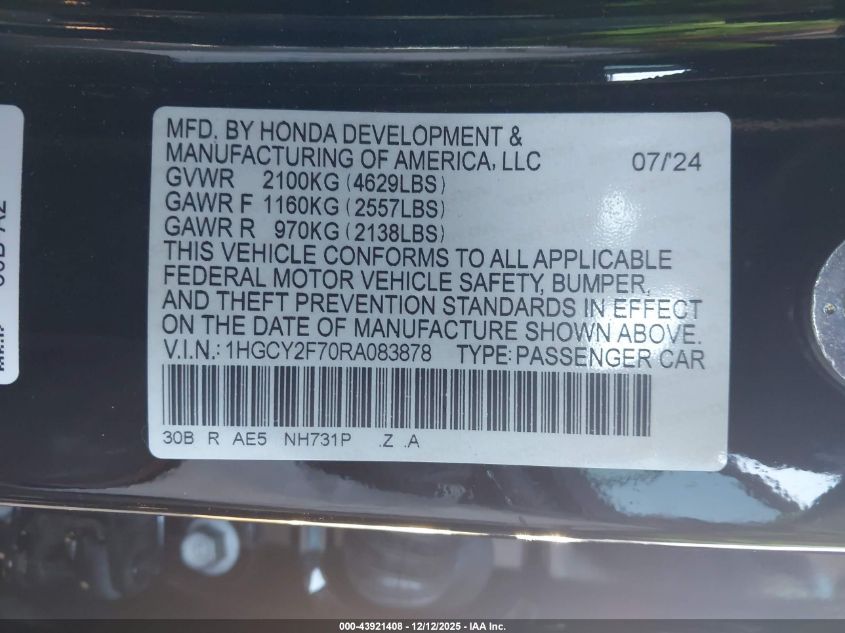 MFD. BY HONDA DEVELOPMENT &
MANUFACTURING OF AMERICA, LLC 07/'24
GVWR 2100KG (4629LBS)
GAWR F 1160KG (2557LBS)
GAWR R 970KG (2138LBS)
THIS VEHICLE CONFORMS TO ALL APPLICABLE
FEDERAL MOTOR VEHICLE SAFETY, BUMPER,
AND THEFT PREVENTION STANDARDS IN EFFECT
ON THE DATE OF MANUFACTURE SHOWN ABOVE.
V.I.N.: 1HGCY2F70RA083878 TYPE: PASSENGER CAR
30B R AE5 NH731P .Z .A
000-43921408 - 12/12/2025 - IAA Inc.